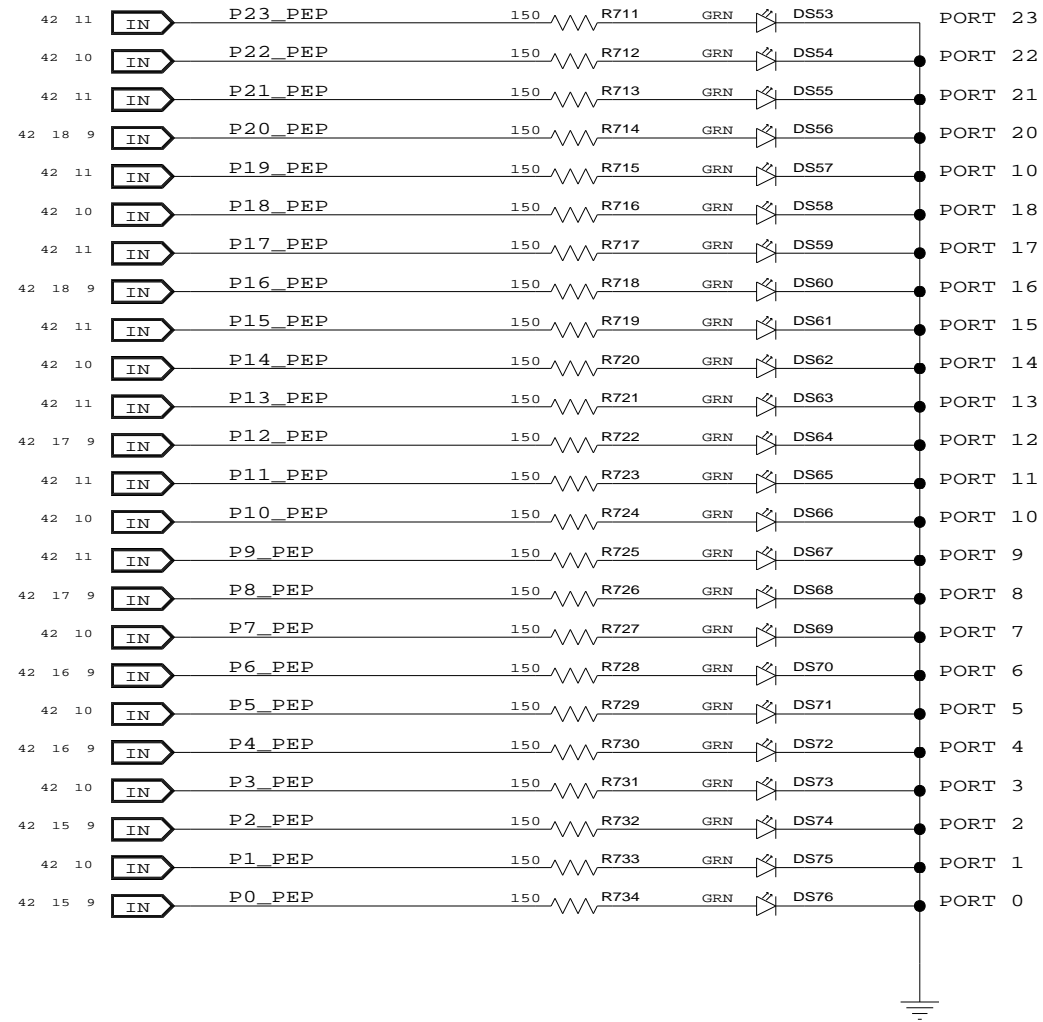 42 11 IN P23_PEP 150 R711 GRN DS53 PORT 23
42 10 IN P22_PEP 150 R712 GRN DS54 PORT 22
42 11 IN P21_PEP 150 R713 GRN DS55 PORT 21
42 18 9 IN P20_PEP 150 R714 GRN DS56 PORT 20
42 11 IN P19_PEP 150 R715 GRN DS57 PORT 10
42 10 IN P18_PEP 150 R716 GRN DS58 PORT 18
42 11 IN P17_PEP 150 R717 GRN DS59 PORT 17
42 18 9 IN P16_PEP 150 R718 GRN DS60 PORT 16
42 11 IN P15_PEP 150 R719 GRN DS61 PORT 15
42 10 IN P14_PEP 150 R720 GRN DS62 PORT 14
42 11 IN P13_PEP 150 R721 GRN DS63 PORT 13
42 17 9 IN P12_PEP 150 R722 GRN DS64 PORT 12
42 11 IN P11_PEP 150 R723 GRN DS65 PORT 11
42 10 IN P10_PEP 150 R724 GRN DS66 PORT 10
42 11 IN P9_PEP 150 R725 GRN DS67 PORT 9
42 17 9 IN P8_PEP 150 R726 GRN DS68 PORT 8
42 10 IN P7_PEP 150 R727 GRN DS69 PORT 7
42 16 9 IN P6_PEP 150 R728 GRN DS70 PORT 6
42 10 IN P5_PEP 150 R729 GRN DS71 PORT 5
42 16 9 IN P4_PEP 150 R730 GRN DS72 PORT 4
42 10 IN P3_PEP 150 R731 GRN DS73 PORT 3
42 15 9 IN P2_PEP 150 R732 GRN DS74 PORT 2
42 10 IN P1_PEP 150 R733 GRN DS75 PORT 1
42 15 9 IN P0_PEP 150 R734 GRN DS76 PORT 0